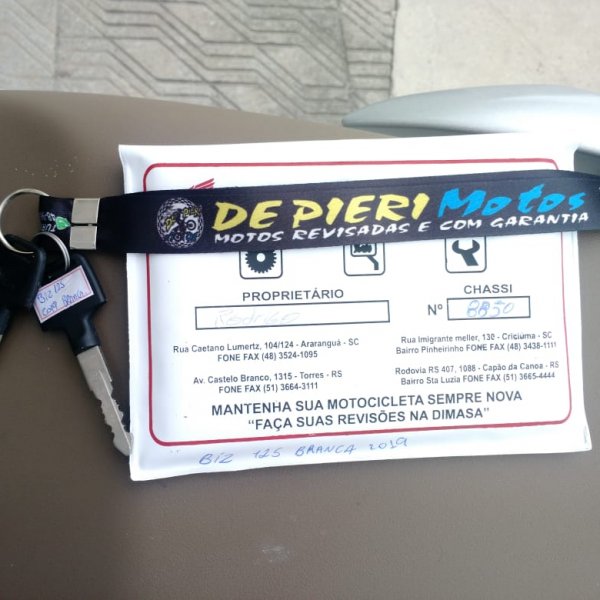 DE PIERI Motos
MOTOS REVISADAS E COM GARANTIA
BIZ 125
BRANCA
PROPRIETÁRIO
CHASSI
Nº 8850
Rua Caetano Lumertz, 104/124 - Araranguá - SC
FONE FAX (48) 3524-1095
Rua Imigrante meller, 130 - Criciúma - SC
Bairro Pinheirinho FONE FAX (48) 3438-1111
Av. Castelo Branco, 1315 - Torres - RS
FONE FAX (51) 3664-3111
Rodovia RS 407, 1088 - Capão da Canoa - RS
Bairro Sta Luzia FONE FAX (51) 3665-4444
MANTENHA SUA MOTOCICLETA SEMPRE NOVA
“FAÇA SUAS REVISÕES NA DIMASA”
BIZ 125 BRANCA 2019